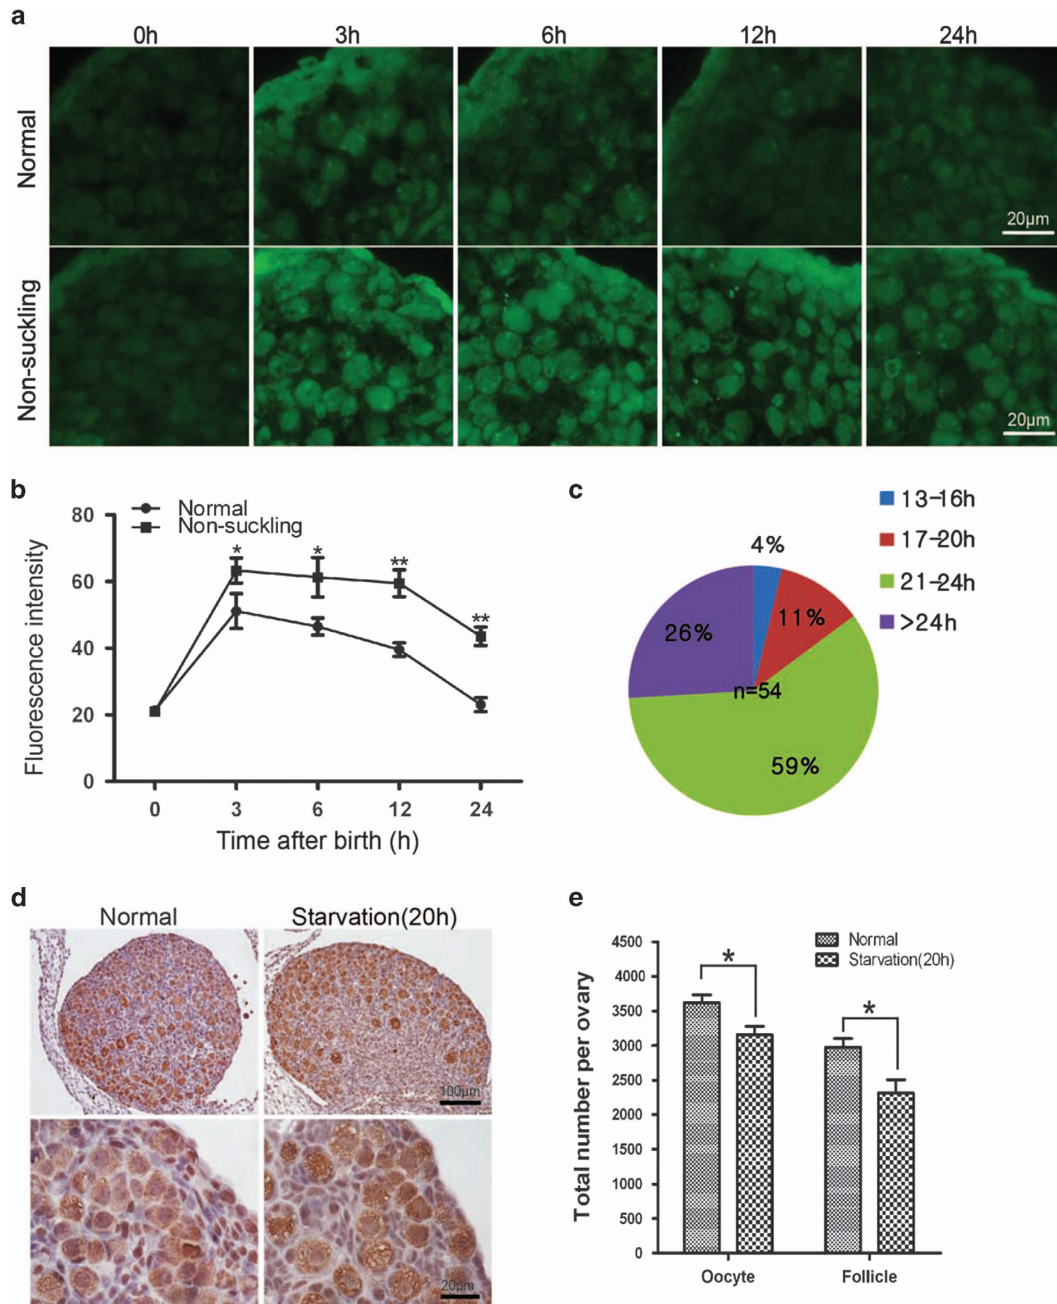 a
0h 3h 6h 12h 24h
Normal
20µm
Non-suckling
20µm
b
Normal
Non-suckling
Fluorescence intensity
80
60
40
20
0
* * ** **
0 3 6 12 24
Time after birth (h)
c
13-16h
17-20h
21-24h
>24h
4%
11%
26%
n=54
59%
d
Normal Starvation(20h)
100µm
20µm
e
Normal
Starvation(20h)
Total number per ovary
4500
4000
3500
3000
2500
2000
1500
1000
500
0
* *
Oocyte Follicle